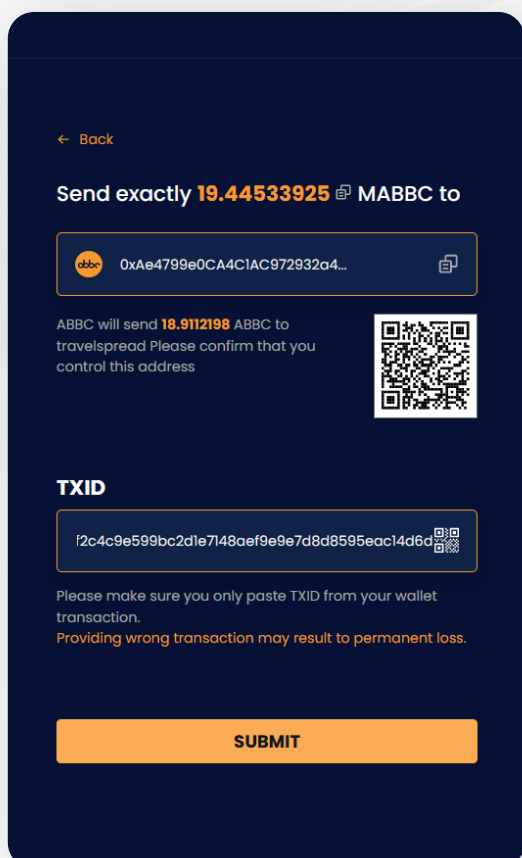 ← Back
Send exactly 19.44533925 MABBC to
abbc 0xAe4799e0CA4C1AC972932a4...
ABBC will send 18.9112198 ABBC to
travelspread Please confirm that you
control this address
TXID
f2c4c9e599bc2d1e7148aef9e9e7d8d8595eac14d6d
Please make sure you only paste TXID from your wallet
transaction.
Providing wrong transaction may result to permanent loss.
SUBMIT